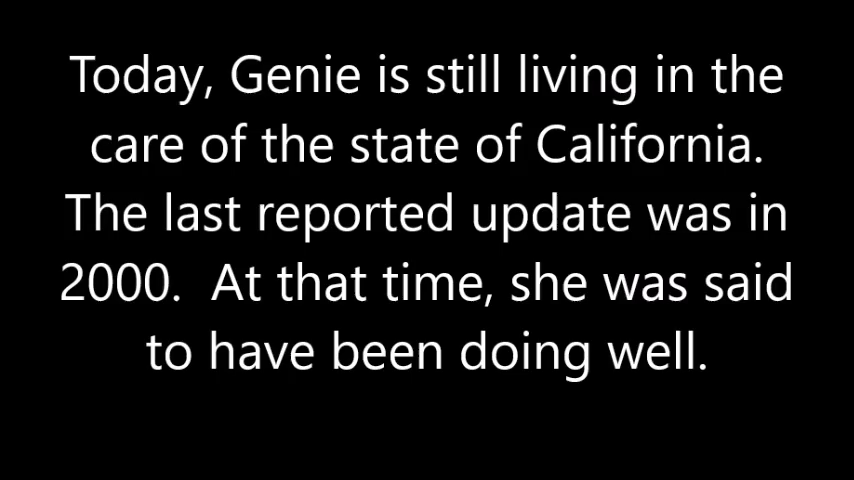 Today, Genie is still living in the
care of the state of California.
The last reported update was in
2000.  At that time, she was said
to have been doing well.